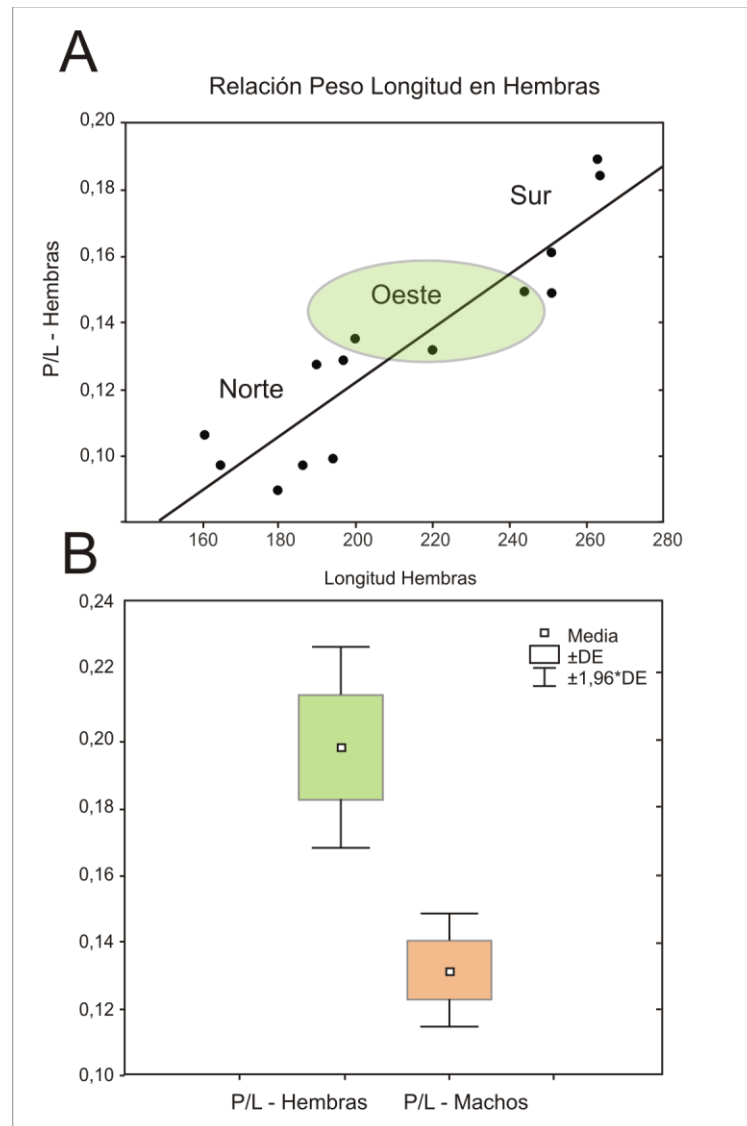 A
Relación Peso Longitud en Hembras
0,20
0,18
0,16
0,14
0,12
0,10
P/L - Hembras
Sur
Oeste
Norte
160
180
200
220
240
260
280
Longitud Hembras
B
0,24
0,22
0,20
0,18
0,16
0,14
0,12
0,10
Media
±DE
±1,96*DE
P/L - Hembras
P/L - Machos